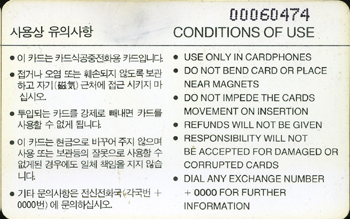 00060474
사용상 유의사항
• 이 카드는 카드식공중전화용 카드입니다.
• 접거나 오염 또는 훼손되지 않도록 보관
하고 자기(磁氣) 근처에 접근 시키지 마
십시오.
• 투입되는 카드를 강제로 빼내면 카드를
사용할 수 없게 됩니다.
• 이 카드는 현금으로 바꾸어 주지 않으며
사용 또는 보관등의 잘못으로 사용할 수
없게된 경우에도 일체 책임을 지지 않습
니다.
• 기타 문의사항은 전신전화국(각국번 +
0000번) 에 문의하십시오.
CONDITIONS OF USE
• USE ONLY IN CARDPHONES
• DO NOT BEND CARD OR PLACE
NEAR MAGNETS
• DO NOT IMPEDE THE CARDS
MOVEMENT ON INSERTION
• REFUNDS WILL NOT BE GIVEN
• RESPONSIBILITY WILL NOT
BE ACCEPTED FOR DAMAGED OR
CORRUPTED CARDS
• DIAL ANY EXCHANGE NUMBER
+ 0000 FOR FURTHER
INFORMATION